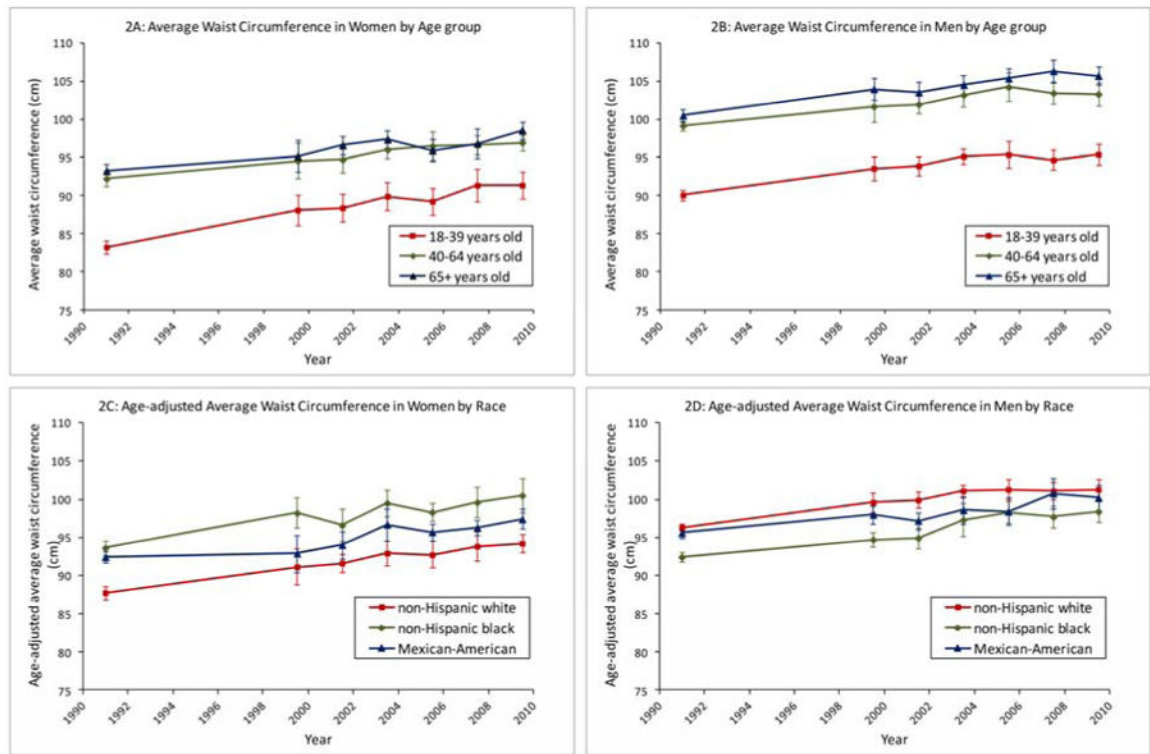 2A: Average Waist Circumference in Women by Age group
Average waist circumference (cm)
110
105
100
95
90
85
80
75
18-39 years old
40-64 years old
65+ years old
1990
1992
1994
1996
1998
2000
2002
2004
2006
2008
2010
Year
2B: Average Waist Circumference in Men by Age group
Average waist circumference (cm)
110
105
100
95
90
85
80
75
18-39 years old
40-64 years old
65+ years old
1990
1992
1994
1996
1998
2000
2002
2004
2006
2008
2010
Year
2C: Age-adjusted Average Waist Circumference in Women by Race
Age-adjusted average waist circumference
(cm)
110
105
100
95
90
85
80
75
non-Hispanic white
non-Hispanic black
Mexican-American
1990
1992
1994
1996
1998
2000
2002
2004
2006
2008
2010
Year
2D: Age-adjusted Average Waist Circumference in Men by Race
Age-adjusted average waist circumference
(cm)
110
105
100
95
90
85
80
75
non-Hispanic white
non-Hispanic black
Mexican-American
1990
1992
1994
1996
1998
2000
2002
2004
2006
2008
2010
Year